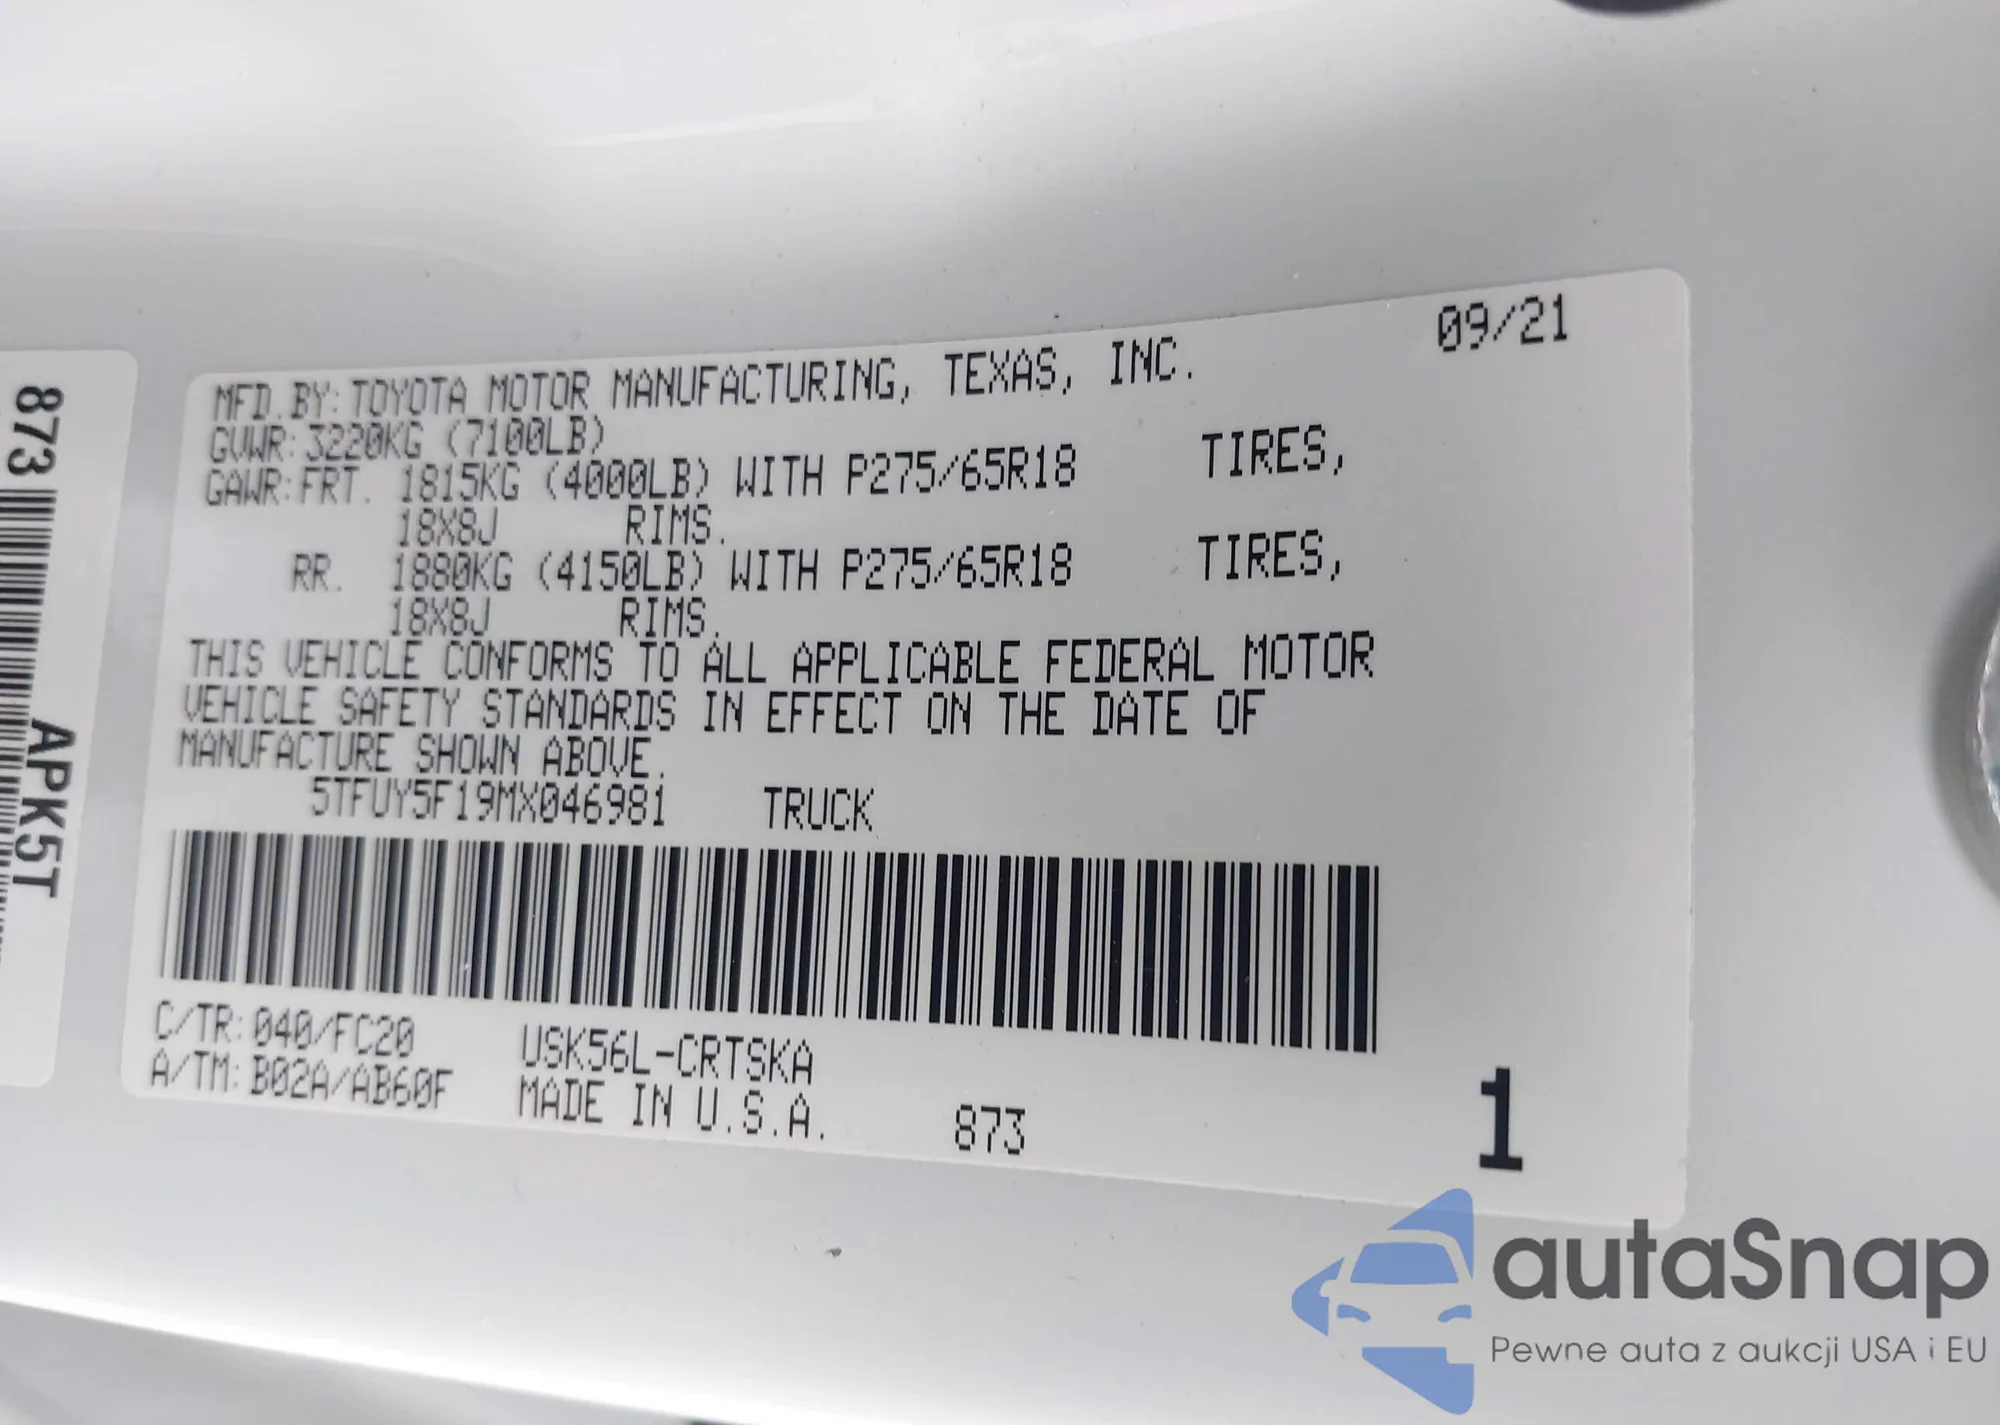 873
APK5T
09/21
MFD.BY:TOYOTA MOTOR MANUFACTURING, TEXAS, INC.
GVWR:3220KG (7100LB)
GAWR:FRT. 1815KG (4000LB) WITH P275/65R18 TIRES,
18X8J RIMS.
RR. 1880KG (4150LB) WITH P275/65R18 TIRES,
18X8J RIMS.
THIS VEHICLE CONFORMS TO ALL APPLICABLE FEDERAL MOTOR
VEHICLE SAFETY STANDARDS IN EFFECT ON THE DATE OF
MANUFACTURE SHOWN ABOVE.
5TFUY5F19MX046981 TRUCK
C/TR:040/FC20 USK56L-CRTSKA
A/TM:B02A/AB60F MADE IN U.S.A. 873
1
autaSnap
Pewne auta z aukcji USA i EU